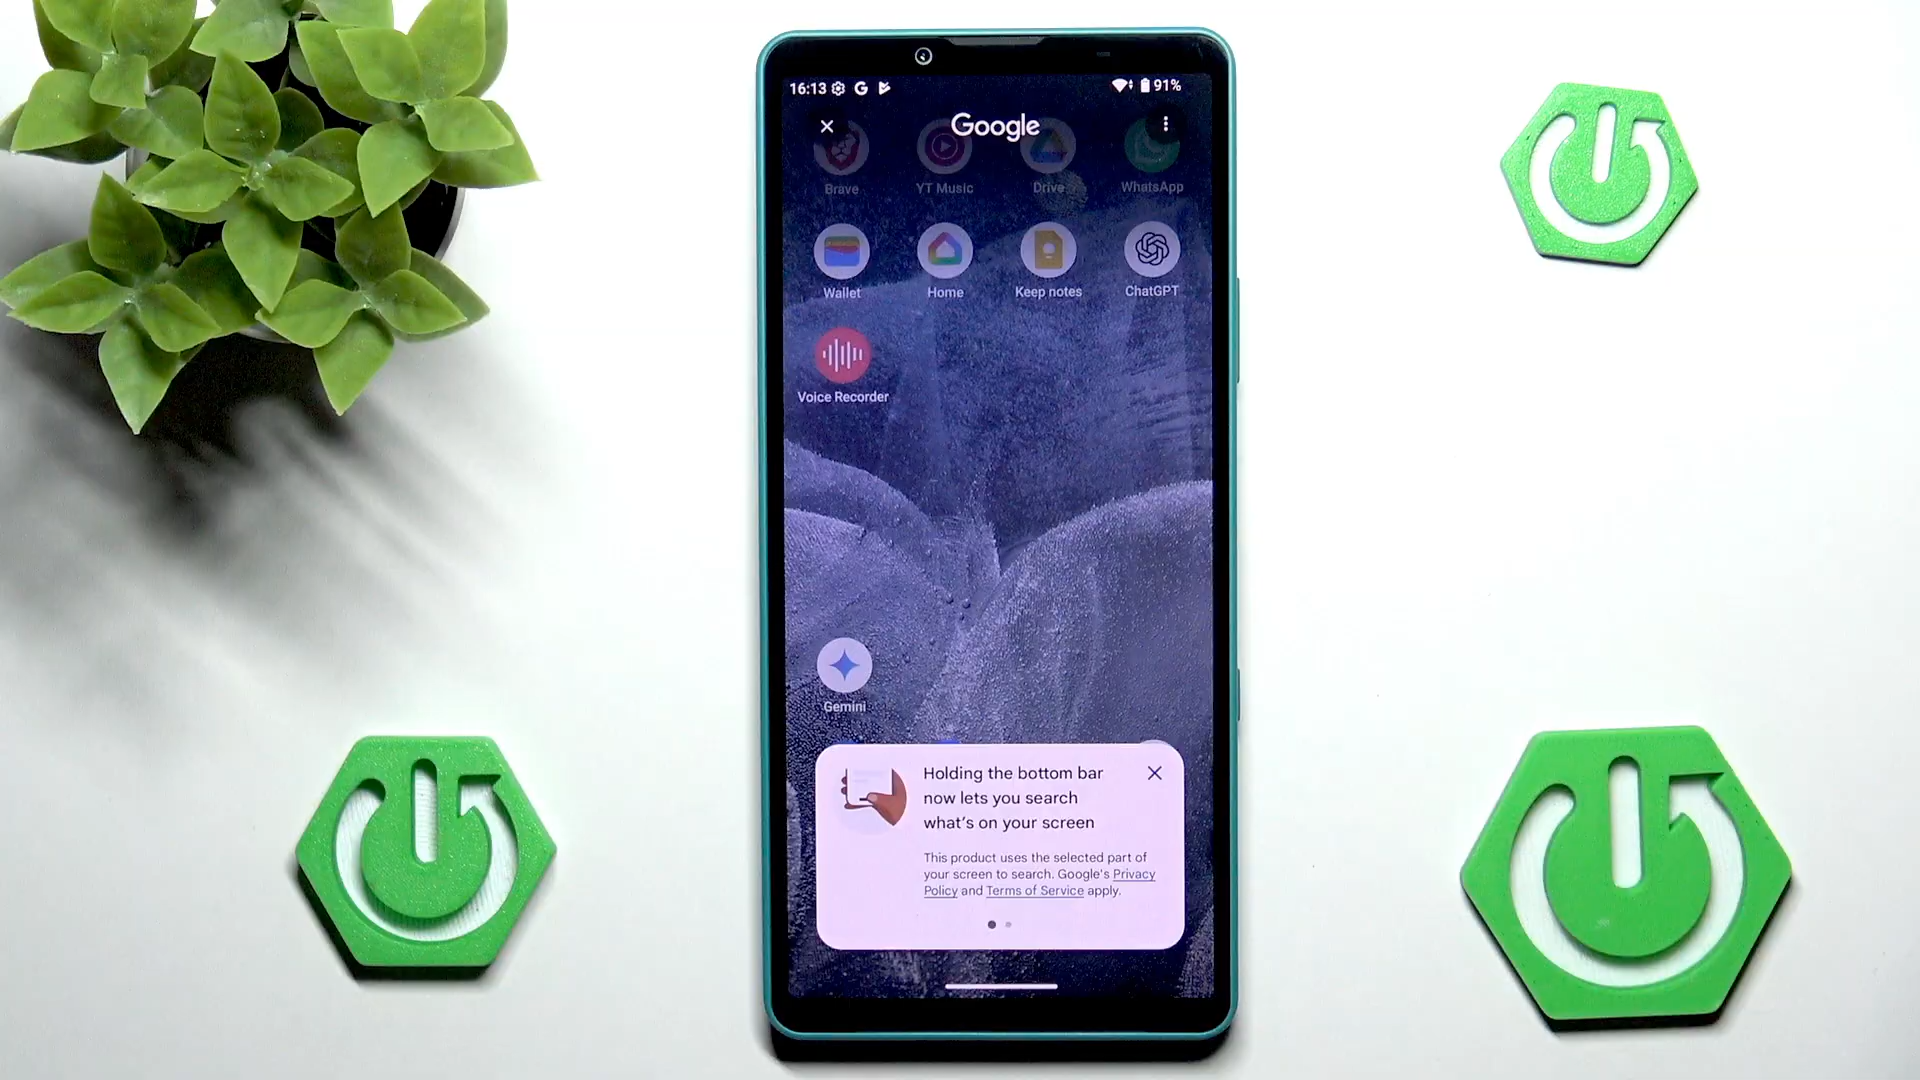 16:13
91%
Google
Brave YT Music Drive WhatsApp
Wallet Home Keep notes ChatGPT
Voice Recorder
Gemini
Holding the bottom bar
now lets you search
what's on your screen
This product uses the selected part of
your screen to search. Google's Privacy
Policy and Terms of Service apply.